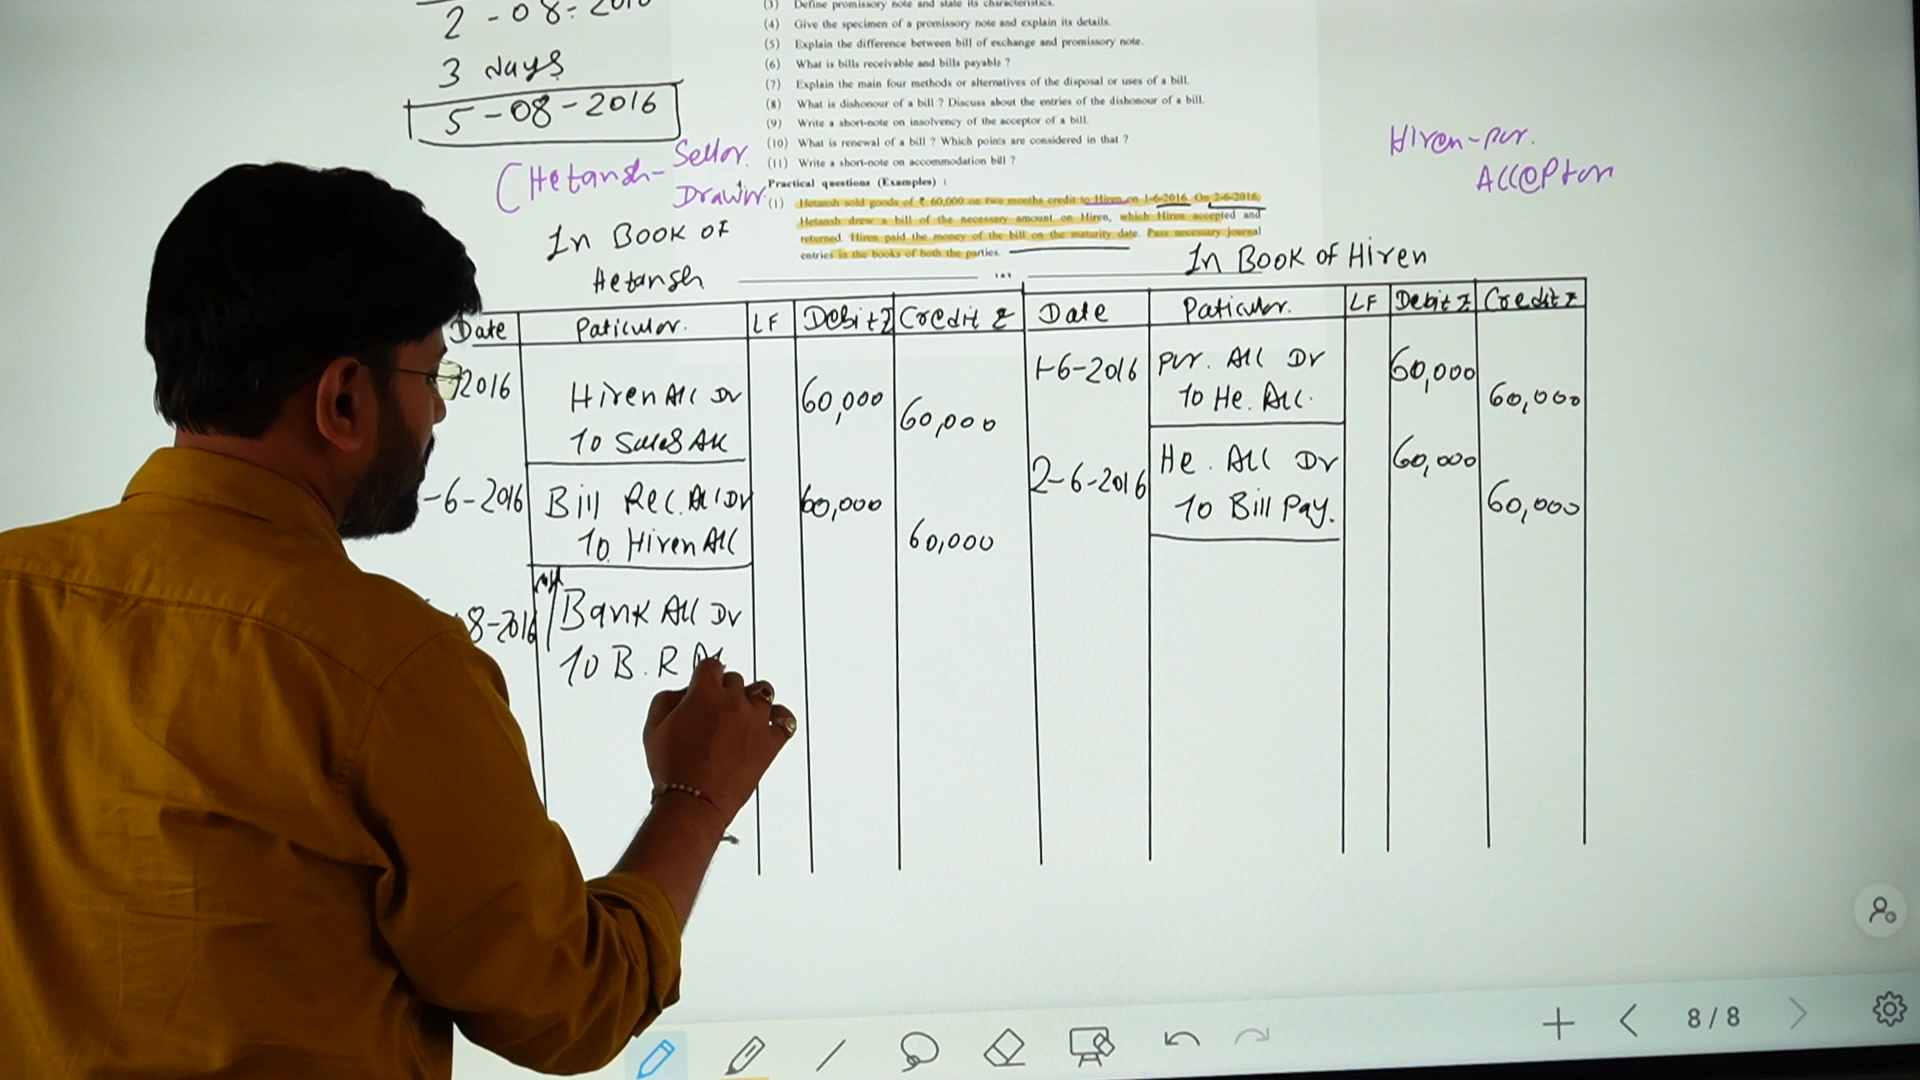 2-08-2016
3 days
5-08-2016
(3) Define promissory note and state its characteristics.
(4) Give the specimen of a promissory note and explain its details.
(5) Explain the difference between bill of exchange and promissory note.
(6) What is bills receivable and bills payable ?
(7) Explain the main four methods or alternatives of the disposal or uses of a bill.
(8) What is dishonour of a bill ? Discuss about the entries of the dishonour of a bill.
(9) Write a short-note on insolvency of the acceptor of a bill.
(10) What is renewal of a bill ? Which points are considered in that ?
(11) Write a short-note on accommodation bill ?
Practical questions (Examples) :
(1) Hetansh sold goods of ₹ 60,000 on two months credit to Hiren on 1-6-2016. On 2-6-2016,
Hetansh drew a bill of the necessary amount on Hiren, which Hiren accepted and
returned. Hiren paid the money of the bill on the maturity date. Pass necessary journal
entries in the books of both the parties.
(Hetansh- Seller.
Drawer
Hiren-pur.
Acceptor
In Book of
Hetansh
In Book of Hiren
Date Paticular. LF Debit ₹ Credit ₹
2016 Hiren A/c Dr 60,000
To Sales A/c 60,000
-6-2016 Bill Rec. A/c Dr 60,000
To Hiren A/c 60,000
8-2016 Bank A/c Dr
To B.R
Date Paticular. LF Debit ₹ Credit ₹
1-6-2016 pur. A/c Dr 60,000
To He. A/c. 60,000
2-6-2016 He. A/c Dr 60,000
To Bill Pay. 60,000
8/8